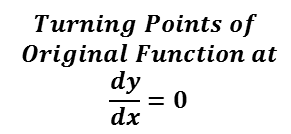 Turning Points of
Original Function at
dy
dx
= 0